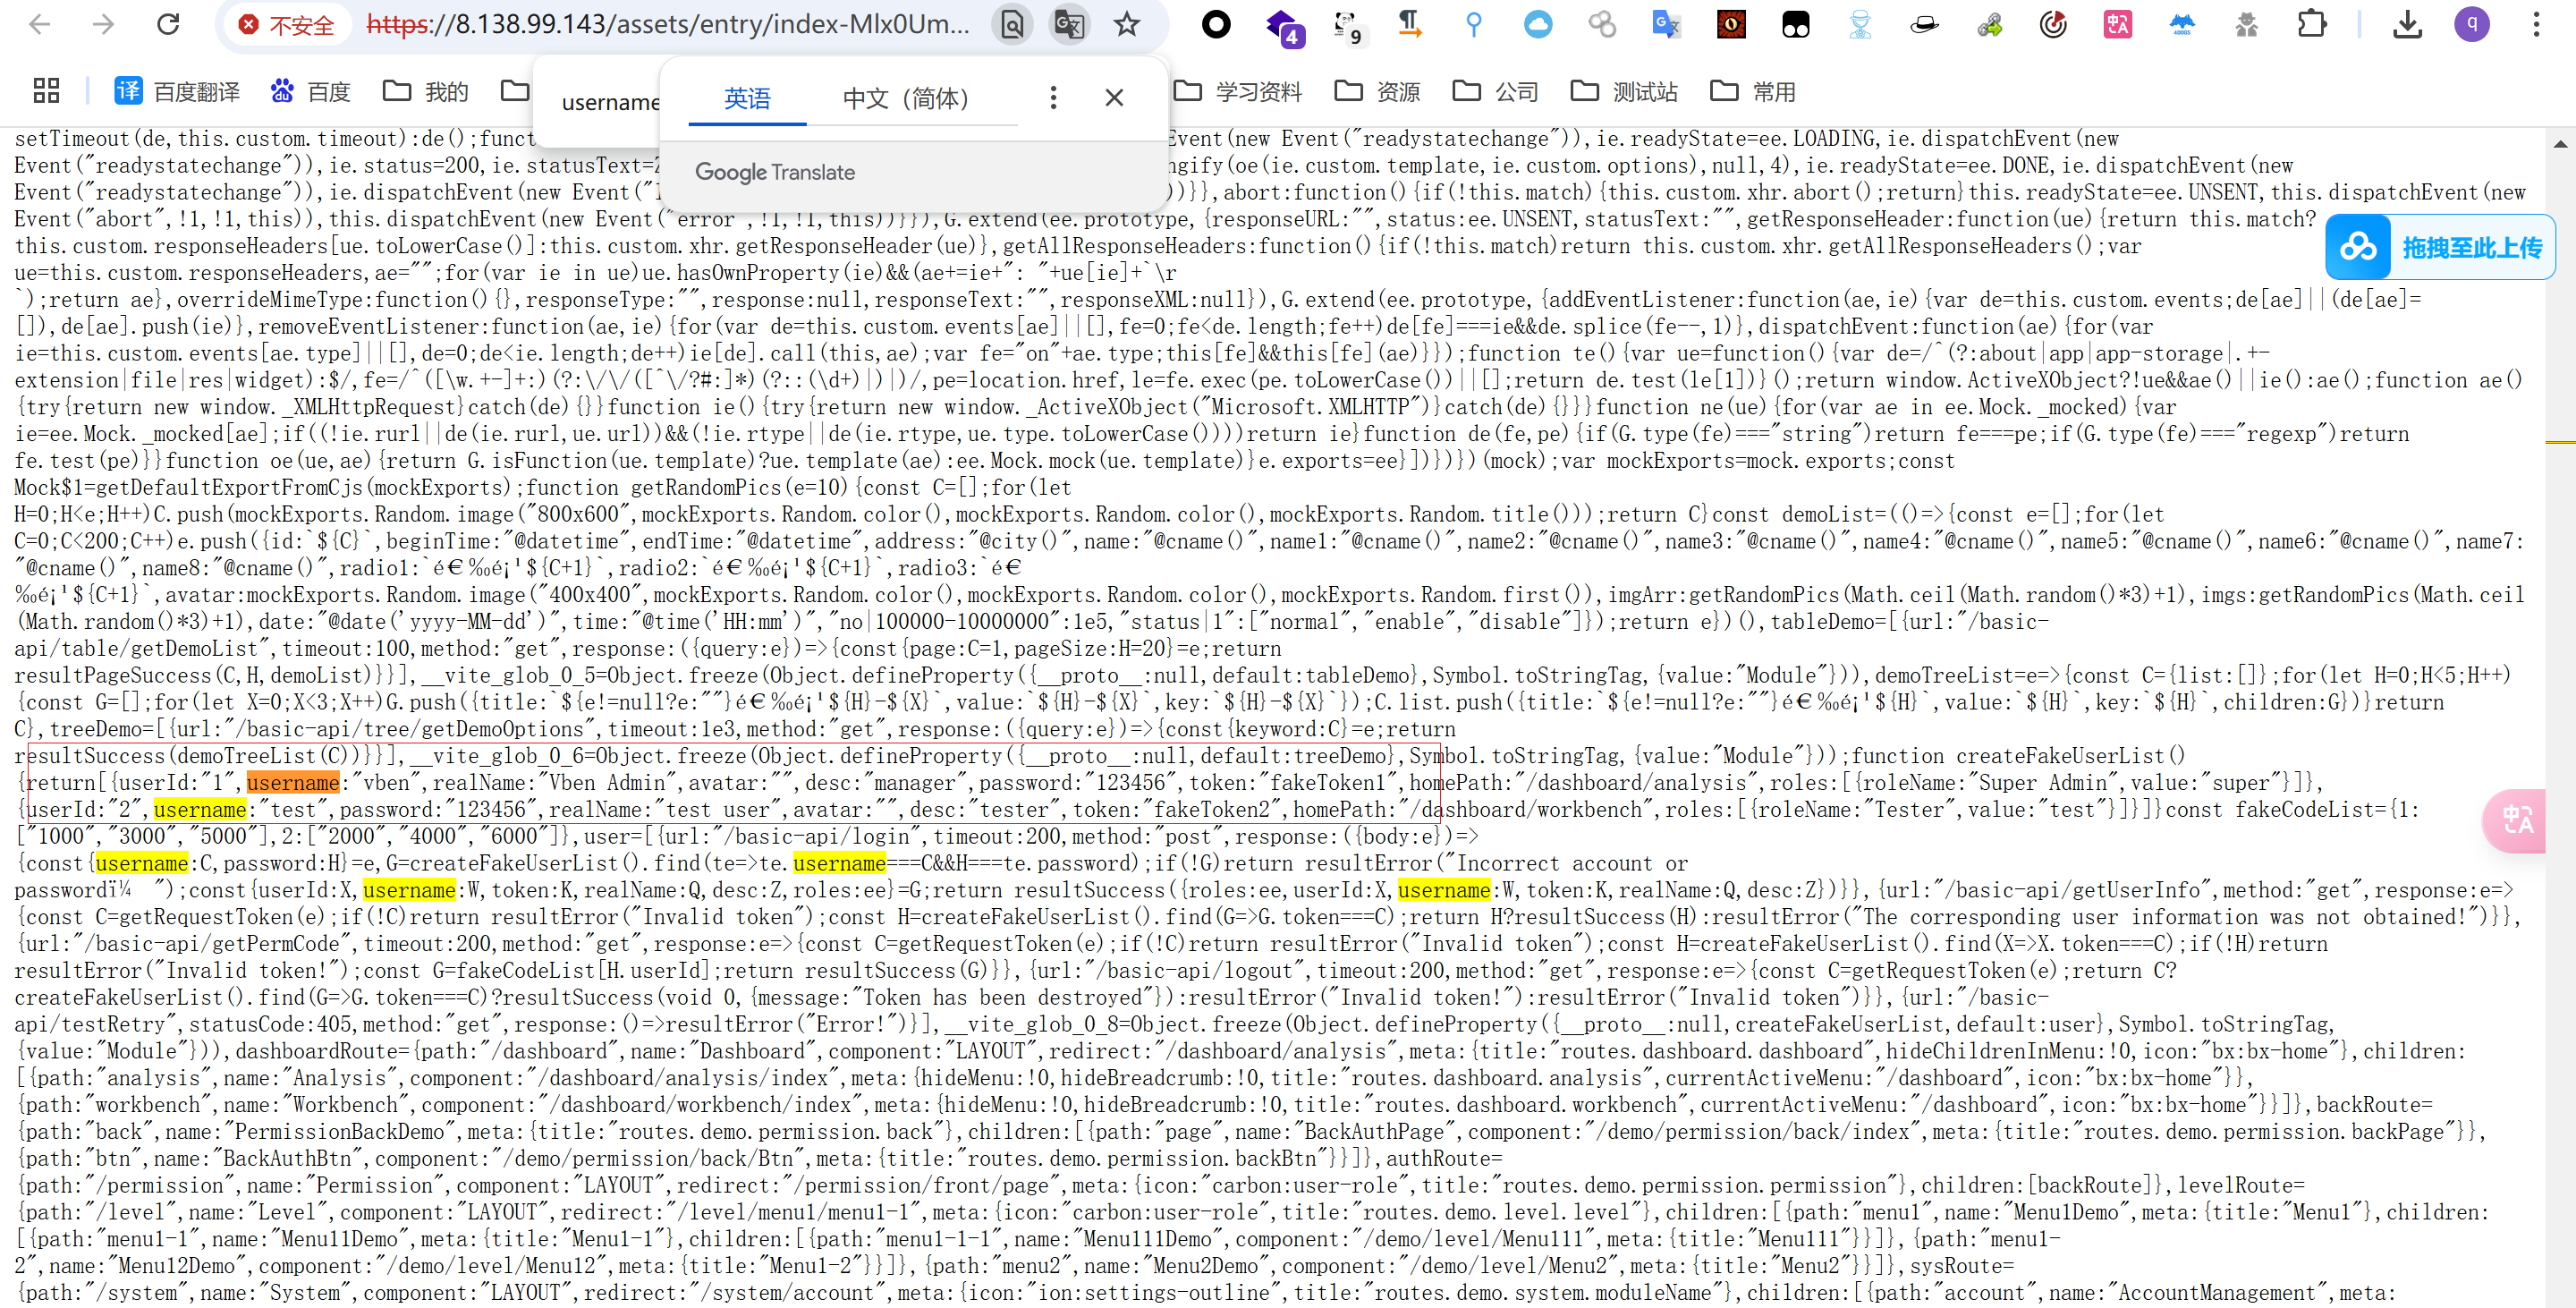 不安全 https://8.138.99.143/assets/entry/index-Mlx0Um... 4 9 q
百度翻译 百度 我的 学习资料 资源 公司 测试站 常用
username
英语 中文（简体）
Google Translate
拖拽至此上传
setTimeout(de,this.custom.timeout):de();funct
Event(new Event("readystatechange")),ie.readyState=ee.LOADING,ie.dispatchEvent(new
Event("readystatechange")),ie.status=200,ie.statusText=
ngify(oe(ie.custom.template,ie.custom.options),null,4),ie.readyState=ee.DONE,ie.dispatchEvent(new
Event("readystatechange")),ie.dispatchEvent(new Event("
))}},abort:function(){if(!this.match){this.custom.xhr.abort();return}this.readyState=ee.UNSENT,this.dispatchEvent(new
Event("abort",!1,!1,this)),this.dispatchEvent(new Event("error",!1,!1,this))}}),G.extend(ee.prototype,{responseURL:"",status:ee.UNSENT,statusText:"",getResponseHeader:function(ue){return this.match?
this.custom.responseHeaders[ue.toLowerCase()]:this.custom.xhr.getResponseHeader(ue)},getAllResponseHeaders:function(){if(!this.match)return this.custom.xhr.getAllResponseHeaders();var
ue=this.custom.responseHeaders,ae="";for(var ie in ue)ue.hasOwnProperty(ie)&&(ae+=ie+": "+ue[ie]+`\r
`);return ae},overrideMimeType:function(){},responseType:"",response:null,responseText:"",responseXML:null}),G.extend(ee.prototype,{addEventListener:function(ae,ie){var de=this.custom.events;de[ae]||(de[ae]=
[]),de[ae].push(ie)},removeEventListener:function(ae,ie){for(var de=this.custom.events[ae]||[],fe=0;fe<de.length;fe++)de[fe]===ie&&de.splice(fe--,1)},dispatchEvent:function(ae){for(var
ie=this.custom.events[ae.type]||[],de=0;de<ie.length;de++)ie[de].call(this,ae);var fe="on"+ae.type;this[fe]&&this[fe](ae)}});function te(){var ue=function(){var de=/^(?:about|app|app-storage|.+-
extension|file|res|widget):$/,fe=/^([\w.+-]+:)(?:\/\/([^\/?#:]*)(?::(\d+)|)|)/,pe=location.href,le=fe.exec(pe.toLowerCase())||[];return de.test(le[1])}();return window.ActiveXObject?!ue&&ae()||ie():ae();function ae()
{try{return new window._XMLHttpRequest}catch(de){}}function ie(){try{return new window._ActiveXObject("Microsoft.XMLHTTP")}catch(de){}}}function ne(ue){for(var ae in ee.Mock._mocked){var
ie=ee.Mock._mocked[ae];if((!ie.rurl||de(ie.rurl,ue.url))&&(!ie.rtype||de(ie.rtype,ue.type.toLowerCase())))return ie}function de(fe,pe){if(G.type(fe)==="string")return fe===pe;if(G.type(fe)==="regexp")return
fe.test(pe)}}function oe(ue,ae){return G.isFunction(ue.template)?ue.template(ae):ee.Mock.mock(ue.template)}e.exports=ee}])})})(mock);var mockExports=mock.exports;const
Mock$1=getDefaultExportFromCjs(mockExports);function getRandomPics(e=10){const C=[];for(let
H=0;H<e;H++)C.push(mockExports.Random.image("800x600",mockExports.Random.color(),mockExports.Random.color(),mockExports.Random.title()));return C}const demoList=(()=>{const e=[];for(let
C=0;C<200;C++)e.push({id:`${C}`,beginTime:"@datetime",endTime:"@datetime",address:"@city()",name:"@cname()",name1:"@cname()",name2:"@cname()",name3:"@cname()",name4:"@cname()",name5:"@cname()",name6:"@cname()",name7:
"@cname()",name8:"@cname()",radio1:`é€‰é¡¹${C+1}`,radio2:`é€‰é¡¹${C+1}`,radio3:`é€
‰é¡¹${C+1}`,avatar:mockExports.Random.image("400x400",mockExports.Random.color(),mockExports.Random.color(),mockExports.Random.first()),imgArr:getRandomPics(Math.ceil(Math.random()*3)+1),imgs:getRandomPics(Math.ceil
(Math.random()*3)+1),date:"@date('yyyy-MM-dd')",time:"@time('HH:mm')","no|100000-10000000":1e5,"status|1":["normal","enable","disable"]});return e})(),tableDemo=[{url:"/basic-
api/table/getDemoList",timeout:100,method:"get",response:({query:e})=>{const{page:C=1,pageSize:H=20}=e;return
resultPageSuccess(C,H,demoList)}}],__vite_glob_0_5=Object.freeze(Object.defineProperty({__proto__:null,default:tableDemo},Symbol.toStringTag,{value:"Module"})),demoTreeList=e=>{const C={list:[]};for(let H=0;H<5;H++)
{const G=[];for(let X=0;X<3;X++)G.push({title:`${e!=null?e:""}é€‰é¡¹${H}-${X}`,value:`${H}-${X}`,key:`${H}-${X}`});C.list.push({title:`${e!=null?e:""}é€‰é¡¹${H}`,value:`${H}`,key:`${H}`,children:G})}return
C},treeDemo=[{url:"/basic-api/tree/getDemoOptions",timeout:1e3,method:"get",response:({query:e})=>{const{keyword:C}=e;return
resultSuccess(demoTreeList(C))}}],__vite_glob_0_6=Object.freeze(Object.defineProperty({__proto__:null,default:treeDemo},Symbol.toStringTag,{value:"Module"}));function createFakeUserList()
{return[{userId:"1",username:"vben",realName:"Vben Admin",avatar:"",desc:"manager",password:"123456",token:"fakeToken1",homePath:"/dashboard/analysis",roles:[{roleName:"Super Admin",value:"super"}]},
{userId:"2",username:"test",password:"123456",realName:"test user",avatar:"",desc:"tester",token:"fakeToken2",homePath:"/dashboard/workbench",roles:[{roleName:"Tester",value:"test"}]}]}const fakeCodeList={1:
["1000","3000","5000"],2:["2000","4000","6000"]},user=[{url:"/basic-api/login",timeout:200,method:"post",response:({body:e})=>
{const{username:C,password:H}=e,G=createFakeUserList().find(te=>te.username===C&&H===te.password);if(!G)return resultError("Incorrect account or
passwordï¼ ");const{userId:X,username:W,token:K,realName:Q,desc:Z,roles:ee}=G;return resultSuccess({roles:ee,userId:X,username:W,token:K,realName:Q,desc:Z})}},{url:"/basic-api/getUserInfo",method:"get",response:e=>
{const C=getRequestToken(e);if(!C)return resultError("Invalid token");const H=createFakeUserList().find(G=>G.token===C);return H?resultSuccess(H):resultError("The corresponding user information was not obtained!")}},
{url:"/basic-api/getPermCode",timeout:200,method:"get",response:e=>{const C=getRequestToken(e);if(!C)return resultError("Invalid token");const H=createFakeUserList().find(X=>X.token===C);if(!H)return
resultError("Invalid token!");const G=fakeCodeList[H.userId];return resultSuccess(G)}},{url:"/basic-api/logout",timeout:200,method:"get",response:e=>{const C=getRequestToken(e);return C?
createFakeUserList().find(G=>G.token===C)?resultSuccess(void 0,{message:"Token has been destroyed"}):resultError("Invalid token!"):resultError("Invalid token")}},{url:"/basic-
api/testRetry",statusCode:405,method:"get",response:()=>resultError("Error!")}],__vite_glob_0_8=Object.freeze(Object.defineProperty({__proto__:null,createFakeUserList,default:user},Symbol.toStringTag,
{value:"Module"})),dashboardRoute={path:"/dashboard",name:"Dashboard",component:"LAYOUT",redirect:"/dashboard/analysis",meta:{title:"routes.dashboard.dashboard",hideChildrenInMenu:!0,icon:"bx:bx-home"},children:
[{path:"analysis",name:"Analysis",component:"/dashboard/analysis/index",meta:{hideMenu:!0,hideBreadcrumb:!0,title:"routes.dashboard.analysis",currentActiveMenu:"/dashboard",icon:"bx:bx-home"}},
{path:"workbench",name:"Workbench",component:"/dashboard/workbench/index",meta:{hideMenu:!0,hideBreadcrumb:!0,title:"routes.dashboard.workbench",currentActiveMenu:"/dashboard",icon:"bx:bx-home"}}]},backRoute=
{path:"back",name:"PermissionBackDemo",meta:{title:"routes.demo.permission.back"},children:[{path:"page",name:"BackAuthPage",component:"/demo/permission/back/index",meta:{title:"routes.demo.permission.backPage"}},
{path:"btn",name:"BackAuthBtn",component:"/demo/permission/back/Btn",meta:{title:"routes.demo.permission.backBtn"}}]},authRoute=
{path:"/permission",name:"Permission",component:"LAYOUT",redirect:"/permission/front/page",meta:{icon:"carbon:user-role",title:"routes.demo.permission.permission"},children:[backRoute]},levelRoute=
{path:"/level",name:"Level",component:"LAYOUT",redirect:"/level/menu1/menu1-1",meta:{icon:"carbon:user-role",title:"routes.demo.level.level"},children:[{path:"menu1",name:"Menu1Demo",meta:{title:"Menu1"},children:
[{path:"menu1-1",name:"Menu11Demo",meta:{title:"Menu1-1"},children:[{path:"menu1-1-1",name:"Menu111Demo",component:"/demo/level/Menu111",meta:{title:"Menu111"}}]},{path:"menu1-
2",name:"Menu12Demo",component:"/demo/level/Menu12",meta:{title:"Menu1-2"}}]},{path:"menu2",name:"Menu2Demo",component:"/demo/level/Menu2",meta:{title:"Menu2"}}]},sysRoute=
{path:"/system",name:"System",component:"LAYOUT",redirect:"/system/account",meta:{icon:"ion:settings-outline",title:"routes.demo.system.moduleName"},children:[{path:"account",name:"AccountManagement",meta: